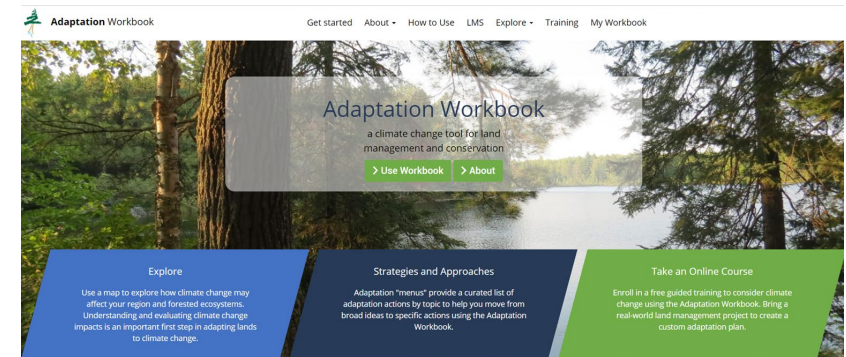 Adaptation Workbook
Get started About How to Use LMS Explore Training My Workbook
Adaptation Workbook
a climate change tool for land
management and conservation
Use Workbook
About
Explore
Use a map to explore how climate change may
affect your region and forested ecosystems.
Understanding and evaluating climate change
impacts is an important first step in adapting lands
to climate change.
Strategies and Approaches
Adaptation "menus" provide a curated list of
adaptation actions by topic to help you move from
broad ideas to specific actions using the Adaptation
Workbook.
Take an Online Course
Enroll in a free guided training to consider climate
change using the Adaptation Workbook. Bring a
real-world land management project to create a
custom adaptation plan.